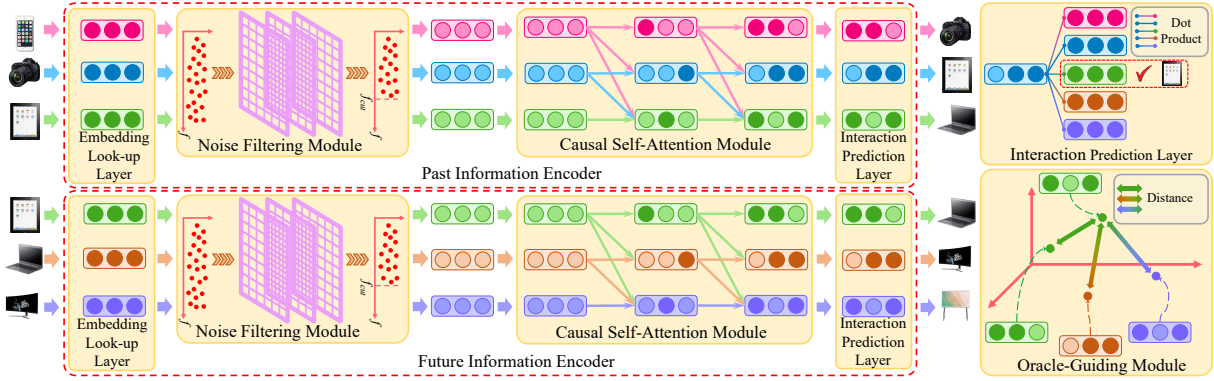 Embedding
Look-up
Layer
f
Noise Filtering Module
f_cut
f
Causal Self-Attention Module
Interaction
Prediction
Layer
Past Information Encoder
Dot
Product
Interaction Prediction Layer
Embedding
Look-up
Layer
f
Noise Filtering Module
f_cut
f
Causal Self-Attention Module
Interaction
Prediction
Layer
Future Information Encoder
Distance
Oracle-Guiding Module